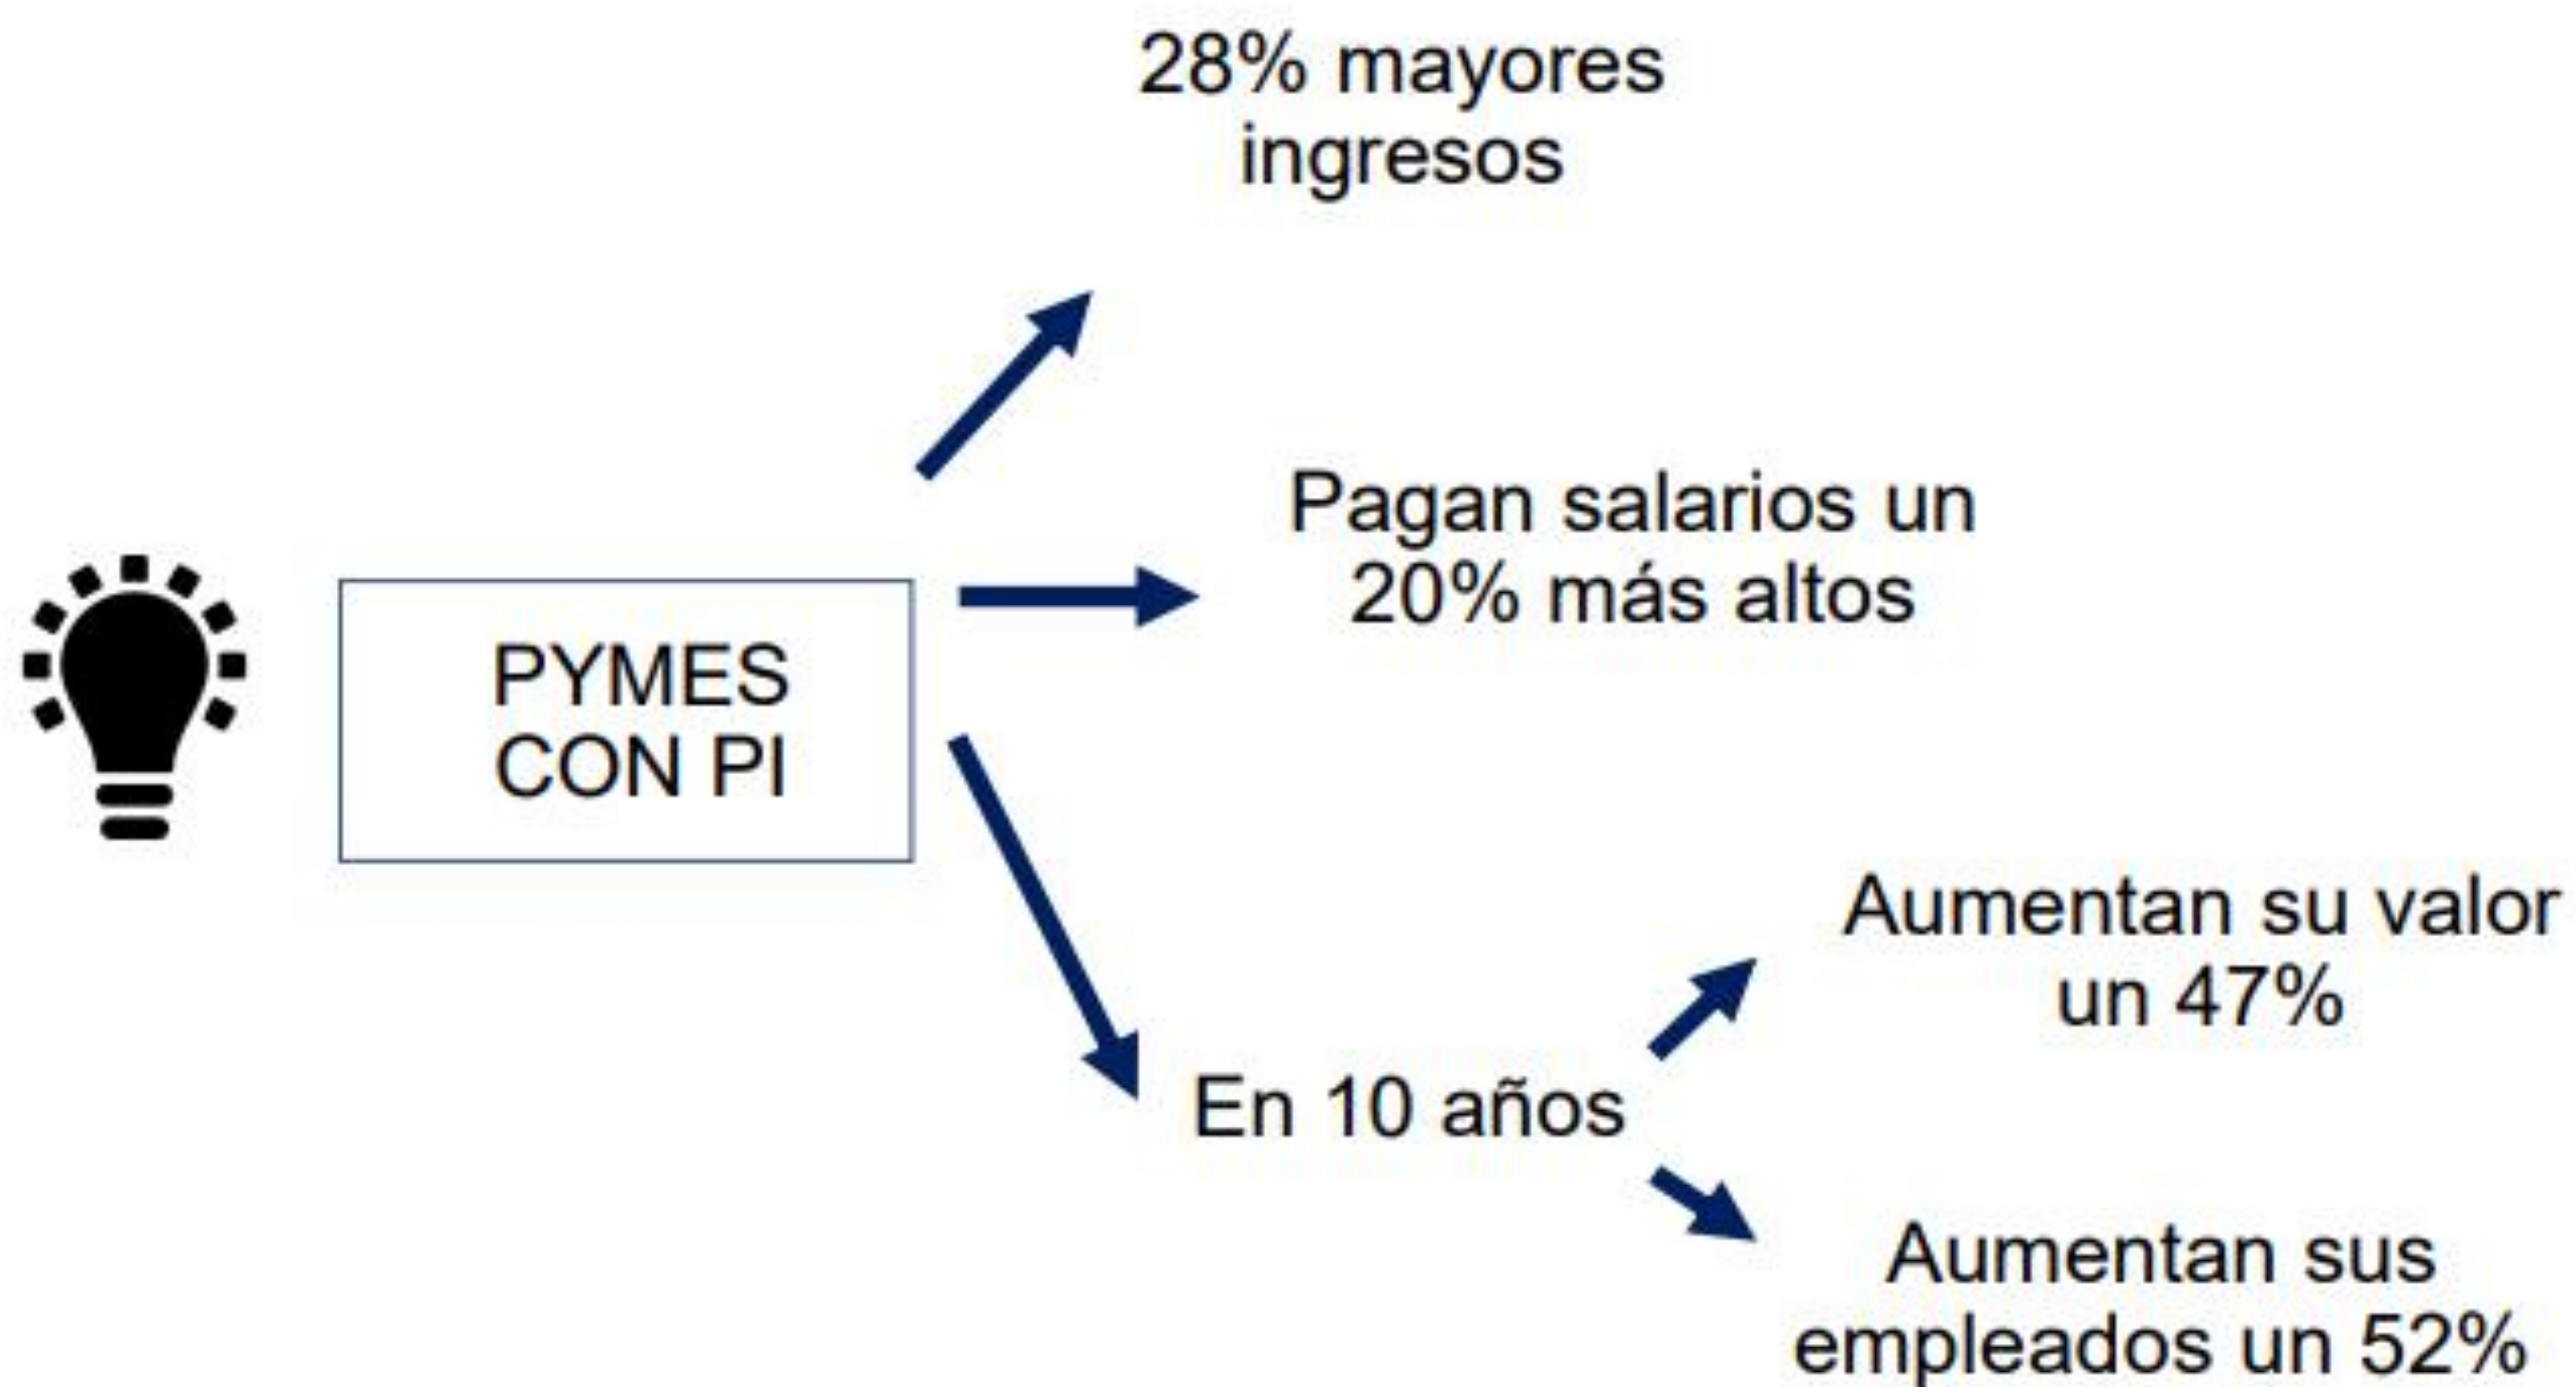 28% mayores
ingresos
Pagan salarios un
20% más altos
PYMES
CON PI
Aumentan su valor
un 47%
En 10 años
Aumentan sus
empleados un 52%